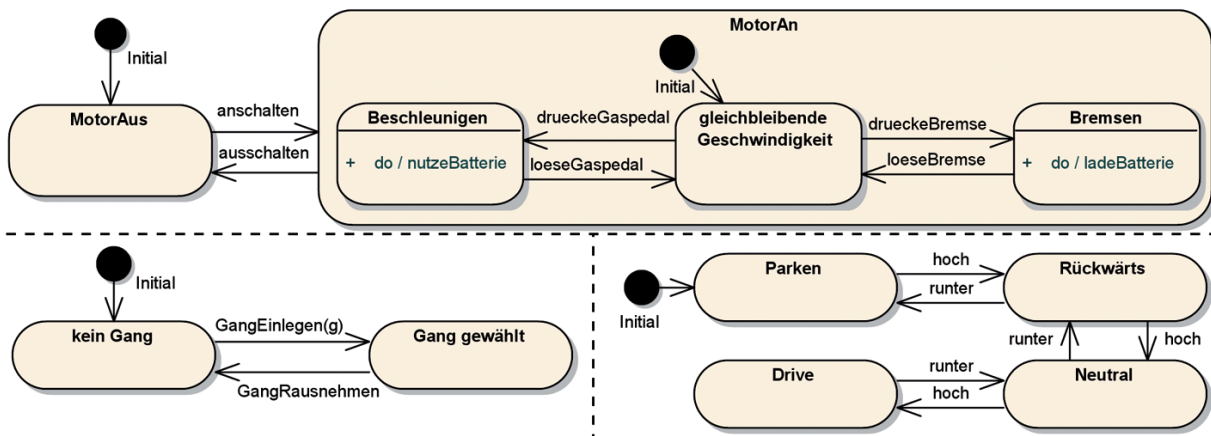 MotorAn
Initial
Initial
MotorAus
anschalten
ausschalten
Beschleunigen
+ do / nutzeBatterie
drueckeGaspedal
loeseGaspedal
gleichbleibende
Geschwindigkeit
drueckeBremse
loeseBremse
Bremsen
+ do / ladeBatterie
Initial
kein Gang
GangEinlegen(g)
GangRausnehmen
Gang gewählt
Initial
Parken
hoch
runter
Rückwärts
runter
hoch
Drive
runter
hoch
Neutral